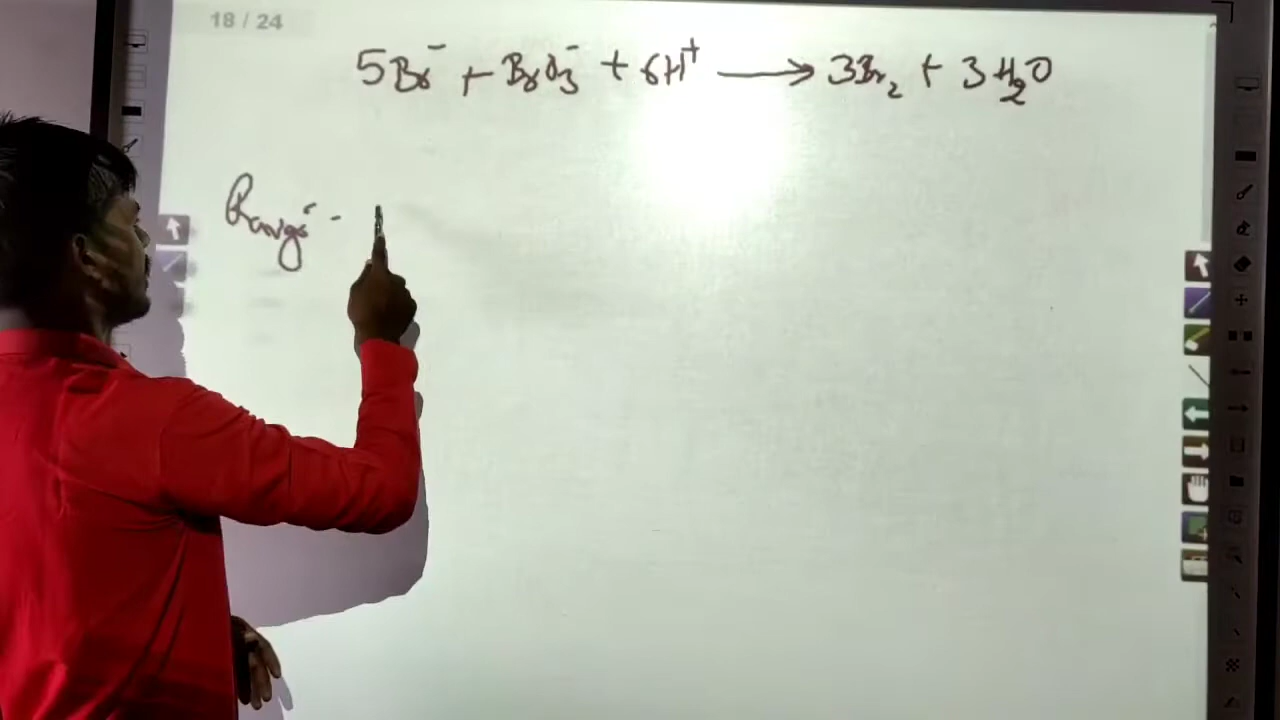 18 / 24
5Br⁻ + BrO₃⁻ + 6H⁺ ⟶ 3Br₂ + 3H₂O